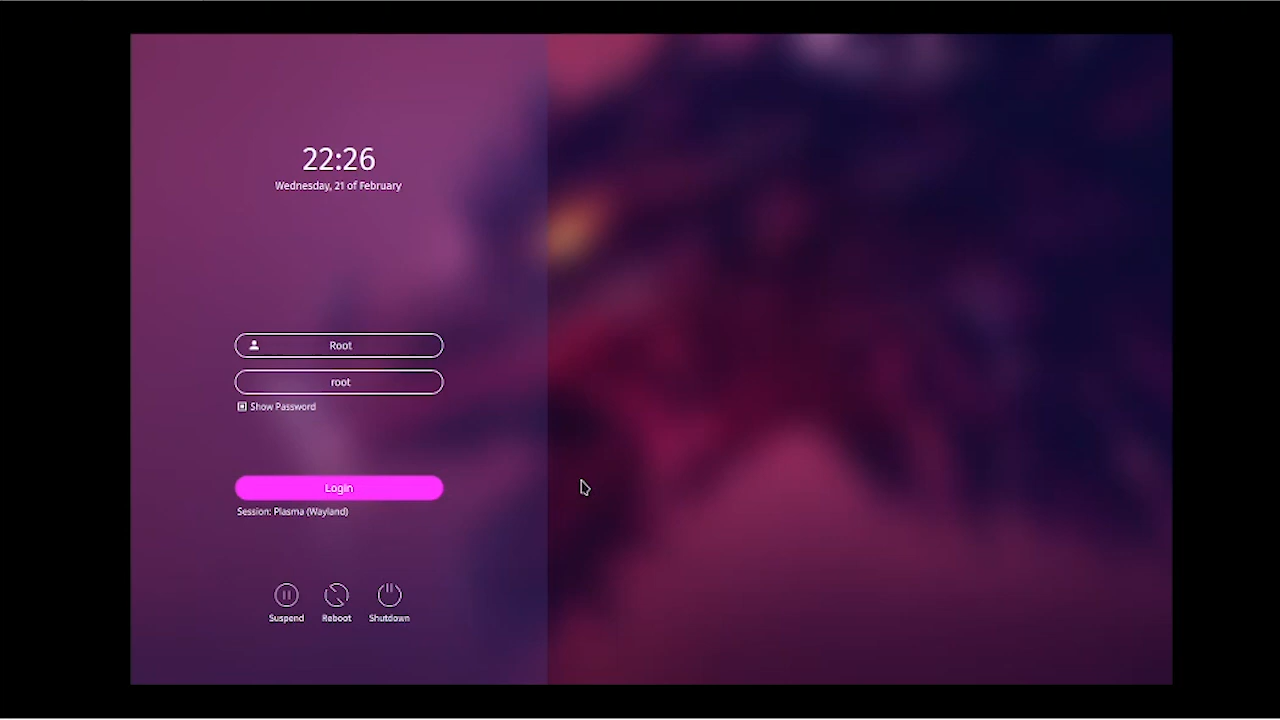 22:26
Wednesday, 21 of February
Root
root
Show Password
Login
Session: Plasma (Wayland)
Suspend Reboot Shutdown